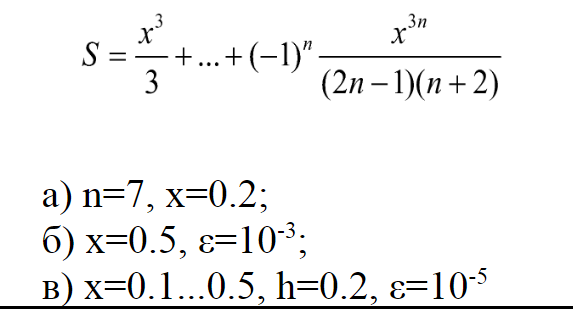 S = x³/3 + ... + (−1)ⁿ x³ⁿ/((2n − 1)(n + 2))
а) n=7, x=0.2;
б) x=0.5, ε=10⁻³;
в) x=0.1...0.5, h=0.2, ε=10⁻⁵